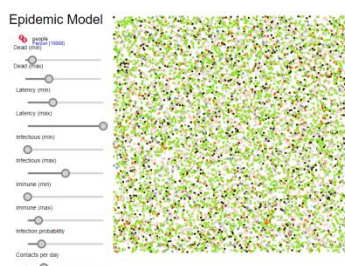 Epidemic Model
people
Person [10000]
Dead (min)
Dead (max)
Latency (min)
Latency (max)
Infectious (min)
Infectious (max)
Immune (min)
Immune (max)
Infection probability
Contacts per day